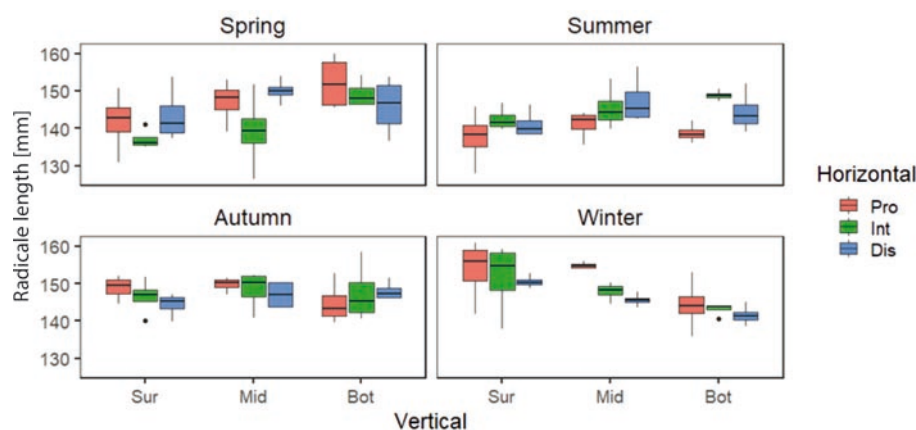 Spring
Summer
160
150
140
130
Autumn
Winter
160
150
140
130
Sur
Mid
Bot
Sur
Mid
Bot
Vertical
Radicale length [mm]
Horizontal
Pro
Int
Dis